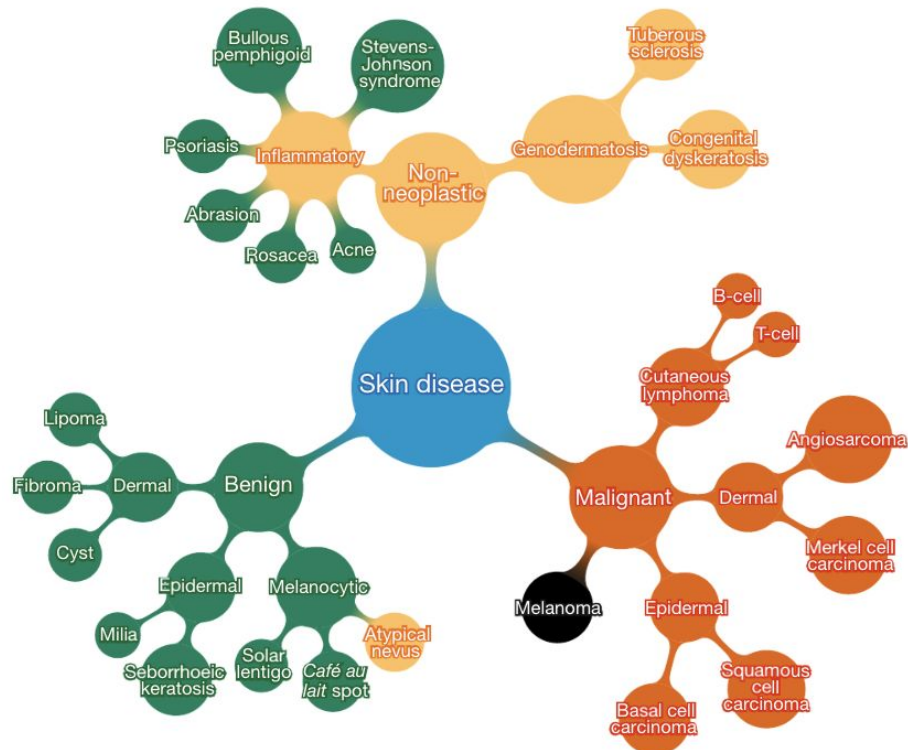 Bullous
pemphigoid
Stevens-
Johnson
syndrome
Tuberous
sclerosis
Psoriasis
Inflammatory
Non-
neoplastic
Genodermatosis
Congenital
dyskeratosis
Abrasion
Rosacea
Acne
B-cell
T-cell
Skin disease
Cutaneous
lymphoma
Lipoma
Angiosarcoma
Fibroma
Dermal
Benign
Malignant
Dermal
Cyst
Merkel cell
carcinoma
Epidermal
Melanocytic
Melanoma
Epidermal
Milia
Atypical
nevus
Seborrhoeic
keratosis
Solar
lentigo
Café au
lait spot
Squamous
cell
carcinoma
Basal cell
carcinoma